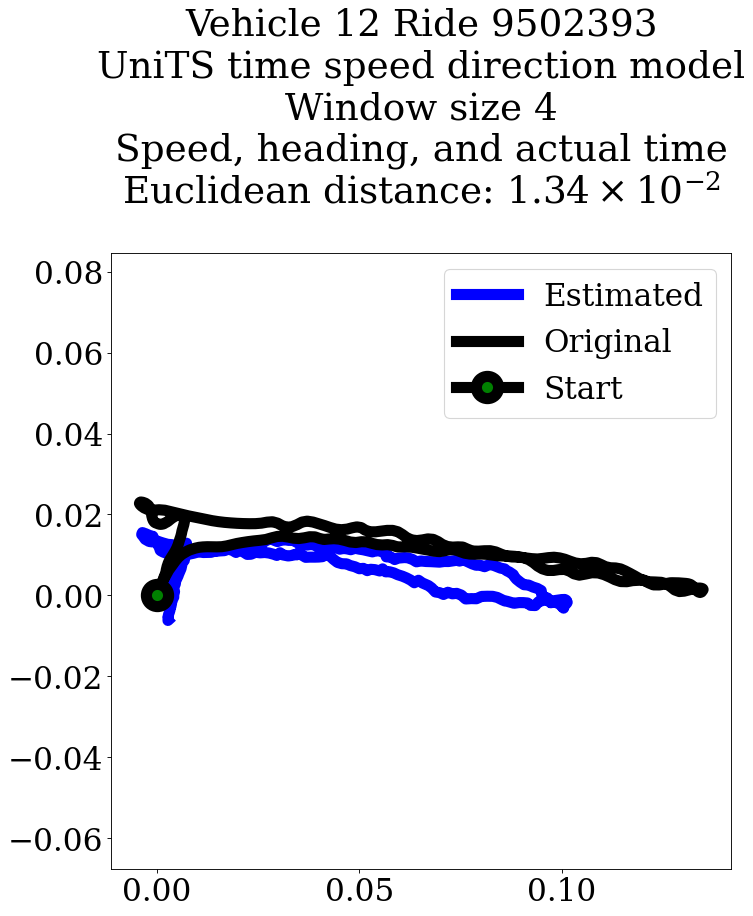 Vehicle 12 Ride 9502393
UniTS time speed direction model
Window size 4
Speed, heading, and actual time
Euclidean distance: 1.34 × 10⁻²
Estimated
Original
Start
0.08
0.06
0.04
0.02
0.00
−0.02
−0.04
−0.06
0.00 0.05 0.10